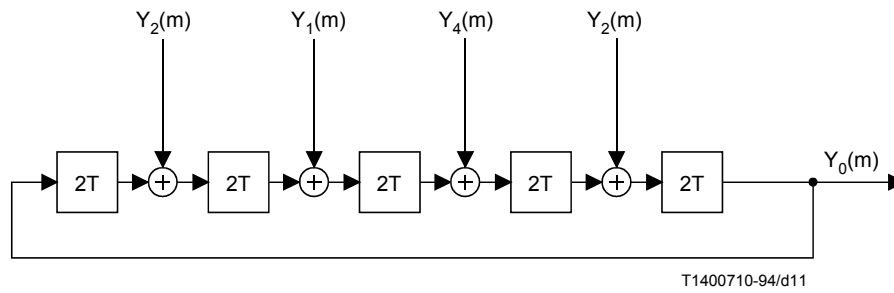 Y2(m) Y1(m) Y4(m) Y2(m)
2T 2T 2T 2T 2T Y0(m)
T1400710-94/d11